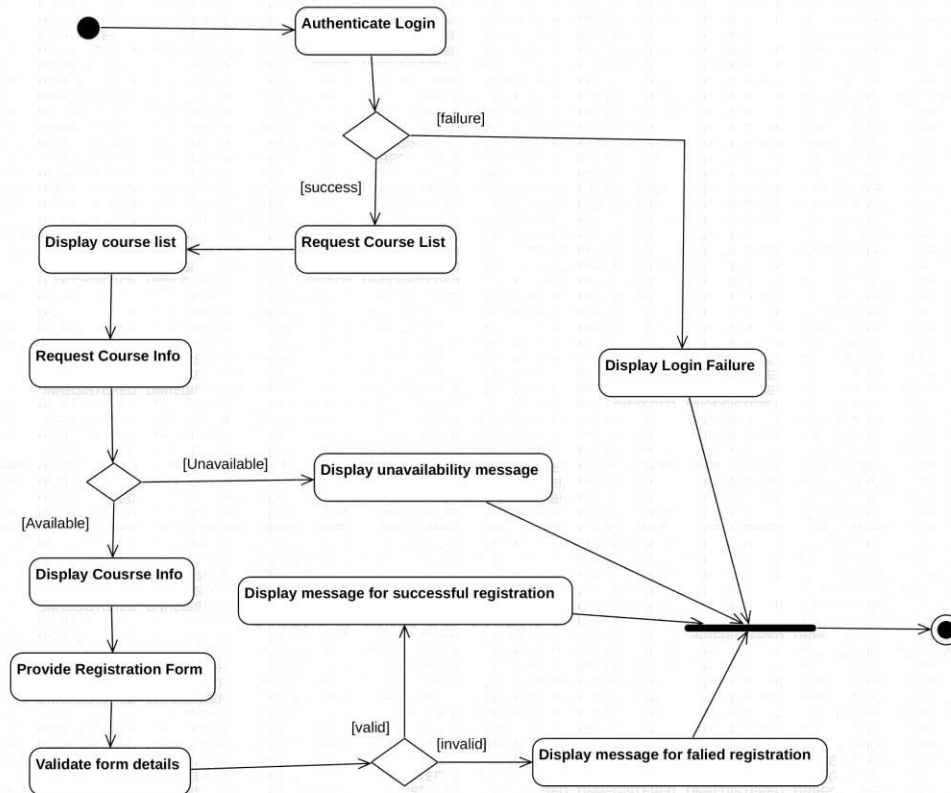 Authenticate Login
[failure]
[success]
Display course list
Request Course List
Request Course Info
Display Login Failure
[Unavailable]
Display unavailability message
[Available]
Display Cousrse Info
Display message for successful registration
Provide Registration Form
[valid]
[invalid]
Validate form details
Display message for falied registration